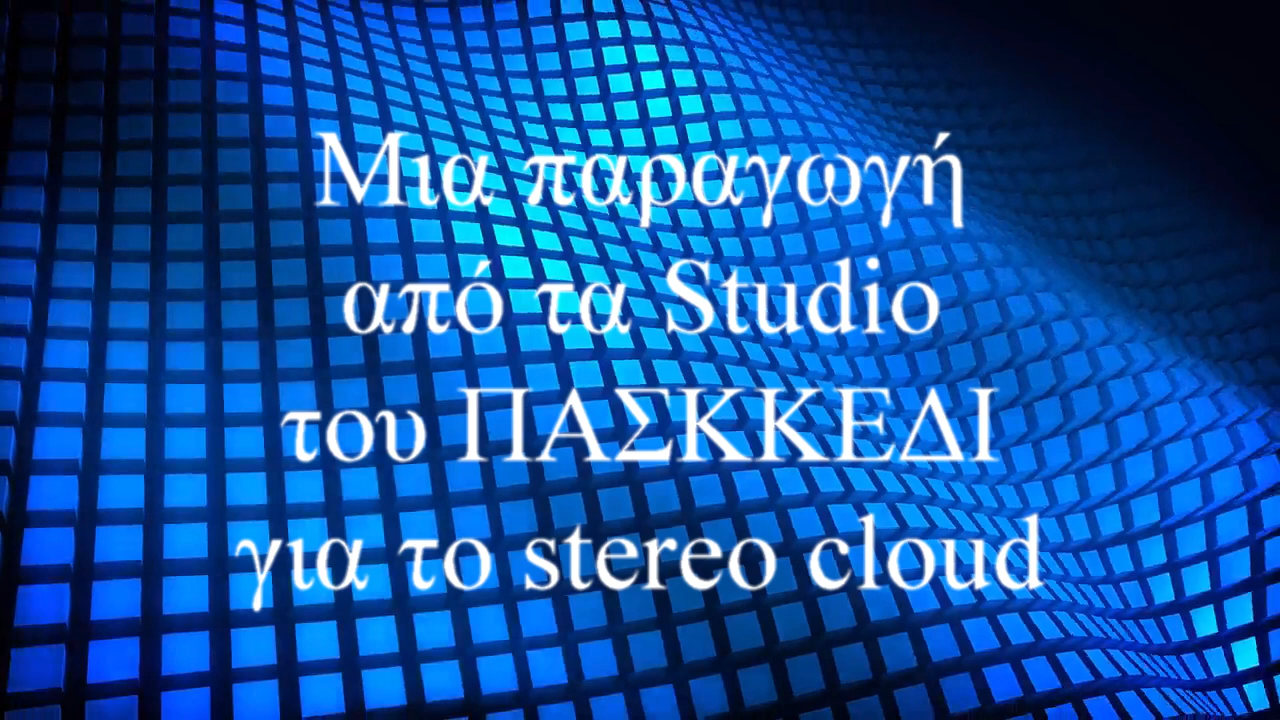 Μια παραγωγή
από τα Studio
του ΠΑΣΚΚΕΔΙ
για το stereo cloud